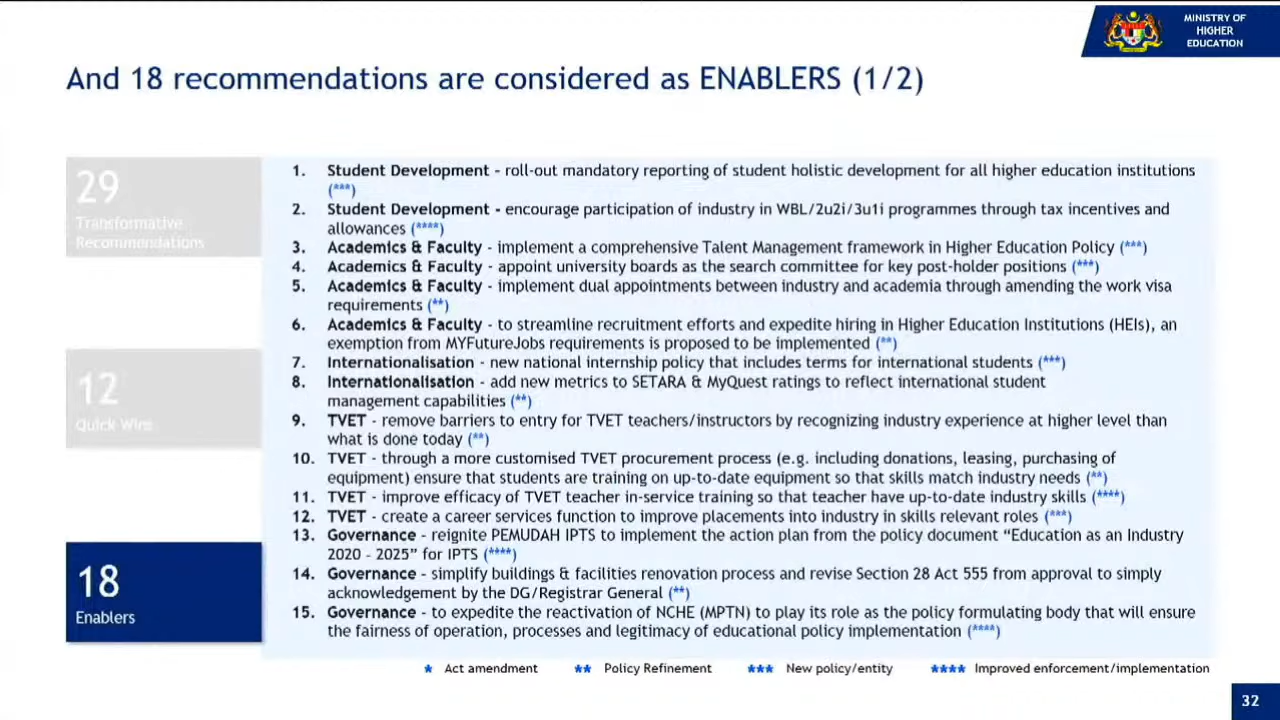 MINISTRY OF
HIGHER
EDUCATION
And 18 recommendations are considered as ENABLERS (1/2)
29
Transformative
Recommendations
12
Quick Wins
18
Enablers
1. Student Development - roll-out mandatory reporting of student holistic development for all higher education institutions
(***)
2. Student Development - encourage participation of industry in WBL/2u2i/3u1i programmes through tax incentives and
allowances (****)
3. Academics & Faculty - implement a comprehensive Talent Management framework in Higher Education Policy (***)
4. Academics & Faculty - appoint university boards as the search committee for key post-holder positions (***)
5. Academics & Faculty - implement dual appointments between industry and academia through amending the work visa
requirements (**)
6. Academics & Faculty - to streamline recruitment efforts and expedite hiring in Higher Education Institutions (HEIs), an
exemption from MYFutureJobs requirements is proposed to be implemented (**)
7. Internationalisation - new national internship policy that includes terms for international students (***)
8. Internationalisation - add new metrics to SETARA & MyQuest ratings to reflect international student
management capabilities (**)
9. TVET - remove barriers to entry for TVET teachers/instructors by recognizing industry experience at higher level than
what is done today (**)
10. TVET - through a more customised TVET procurement process (e.g. including donations, leasing, purchasing of
equipment) ensure that students are training on up-to-date equipment so that skills match industry needs (**)
11. TVET - improve efficacy of TVET teacher in-service training so that teacher have up-to-date industry skills (****)
12. TVET - create a career services function to improve placements into industry in skills relevant roles (***)
13. Governance - reignite PEMUDAH IPTS to implement the action plan from the policy document “Education as an Industry
2020 - 2025” for IPTS (****)
14. Governance – simplify buildings & facilities renovation process and revise Section 28 Act 555 from approval to simply
acknowledgement by the DG/Registrar General (**)
15. Governance - to expedite the reactivation of NCHE (MPTN) to play its role as the policy formulating body that will ensure
the fairness of operation, processes and legitimacy of educational policy implementation (****)
* Act amendment ** Policy Refinement *** New policy/entity **** Improved enforcement/implementation
32